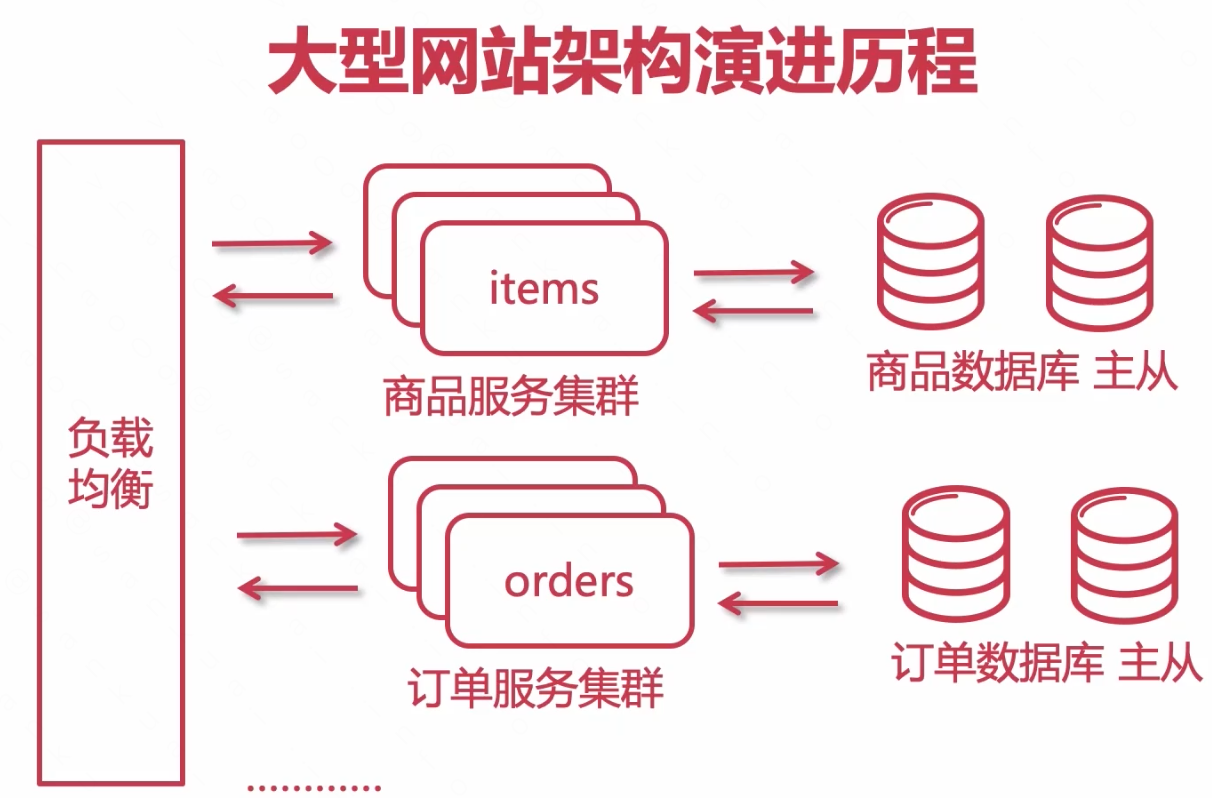 大型网站架构演进历程
负载
均衡
items
商品服务集群
商品数据库 主从
orders
订单服务集群
订单数据库 主从
............